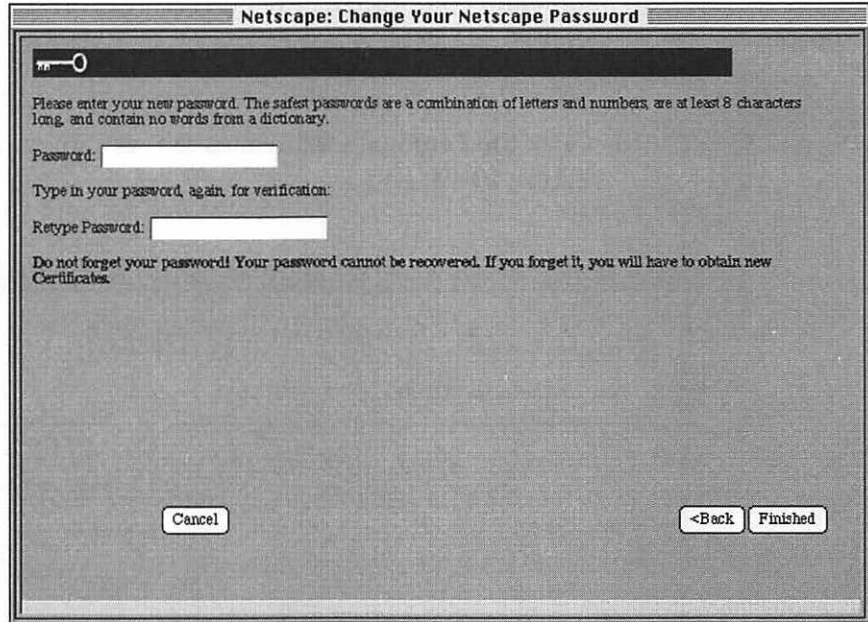 Netscape: Change Your Netscape Password
Please enter your new password. The safest passwords are a combination of letters and numbers, are at least 8 characters
long, and contain no words from a dictionary.
Password:
Type in your password, again, for verification:
Retype Password:
Do not forget your password! Your password cannot be recovered. If you forget it, you will have to obtain new
Certificates.
Cancel
<Back
Finished